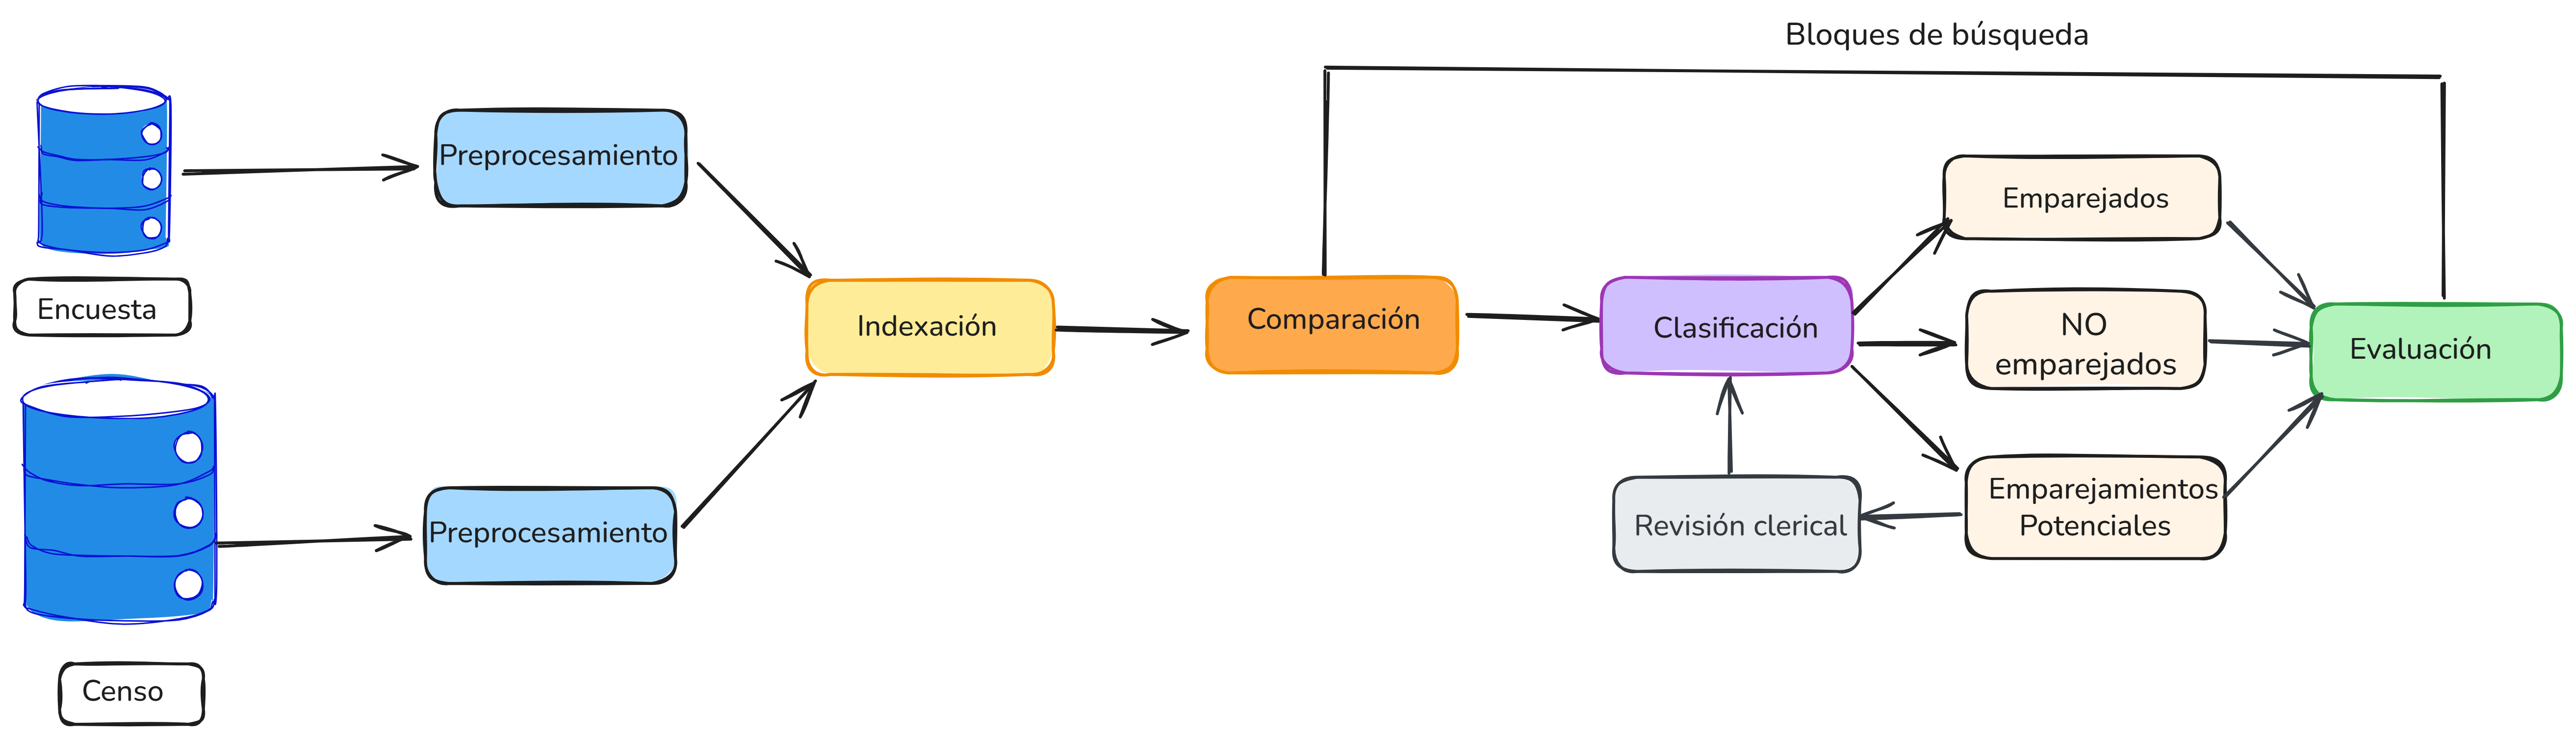 Bloques de búsqueda
Preprocesamiento
Encuesta
Emparejados
Indexación
Comparación
Clasificación
NO
emparejados
Evaluación
Preprocesamiento
Revisión clerical
Emparejamientos
Potenciales
Censo